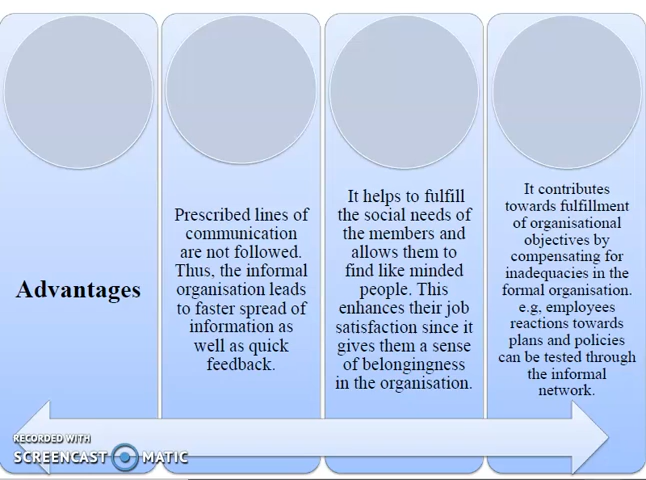 Advantages
Prescribed lines of
communication
are not followed.
Thus, the informal
organisation leads
to faster spread of
information as
well as quick
feedback.
It helps to fulfill
the social needs of
the members and
allows them to
find like minded
people. This
enhances their job
satisfaction since it
gives them a sense
of belongingness
in the organisation.
It contributes
towards fulfillment
of organisational
objectives by
compensating for
inadequacies in the
formal organisation.
e.g, employees
reactions towards
plans and policies
can be tested through
the informal
network.
RECORDED WITH
SCREENCAST MATIC